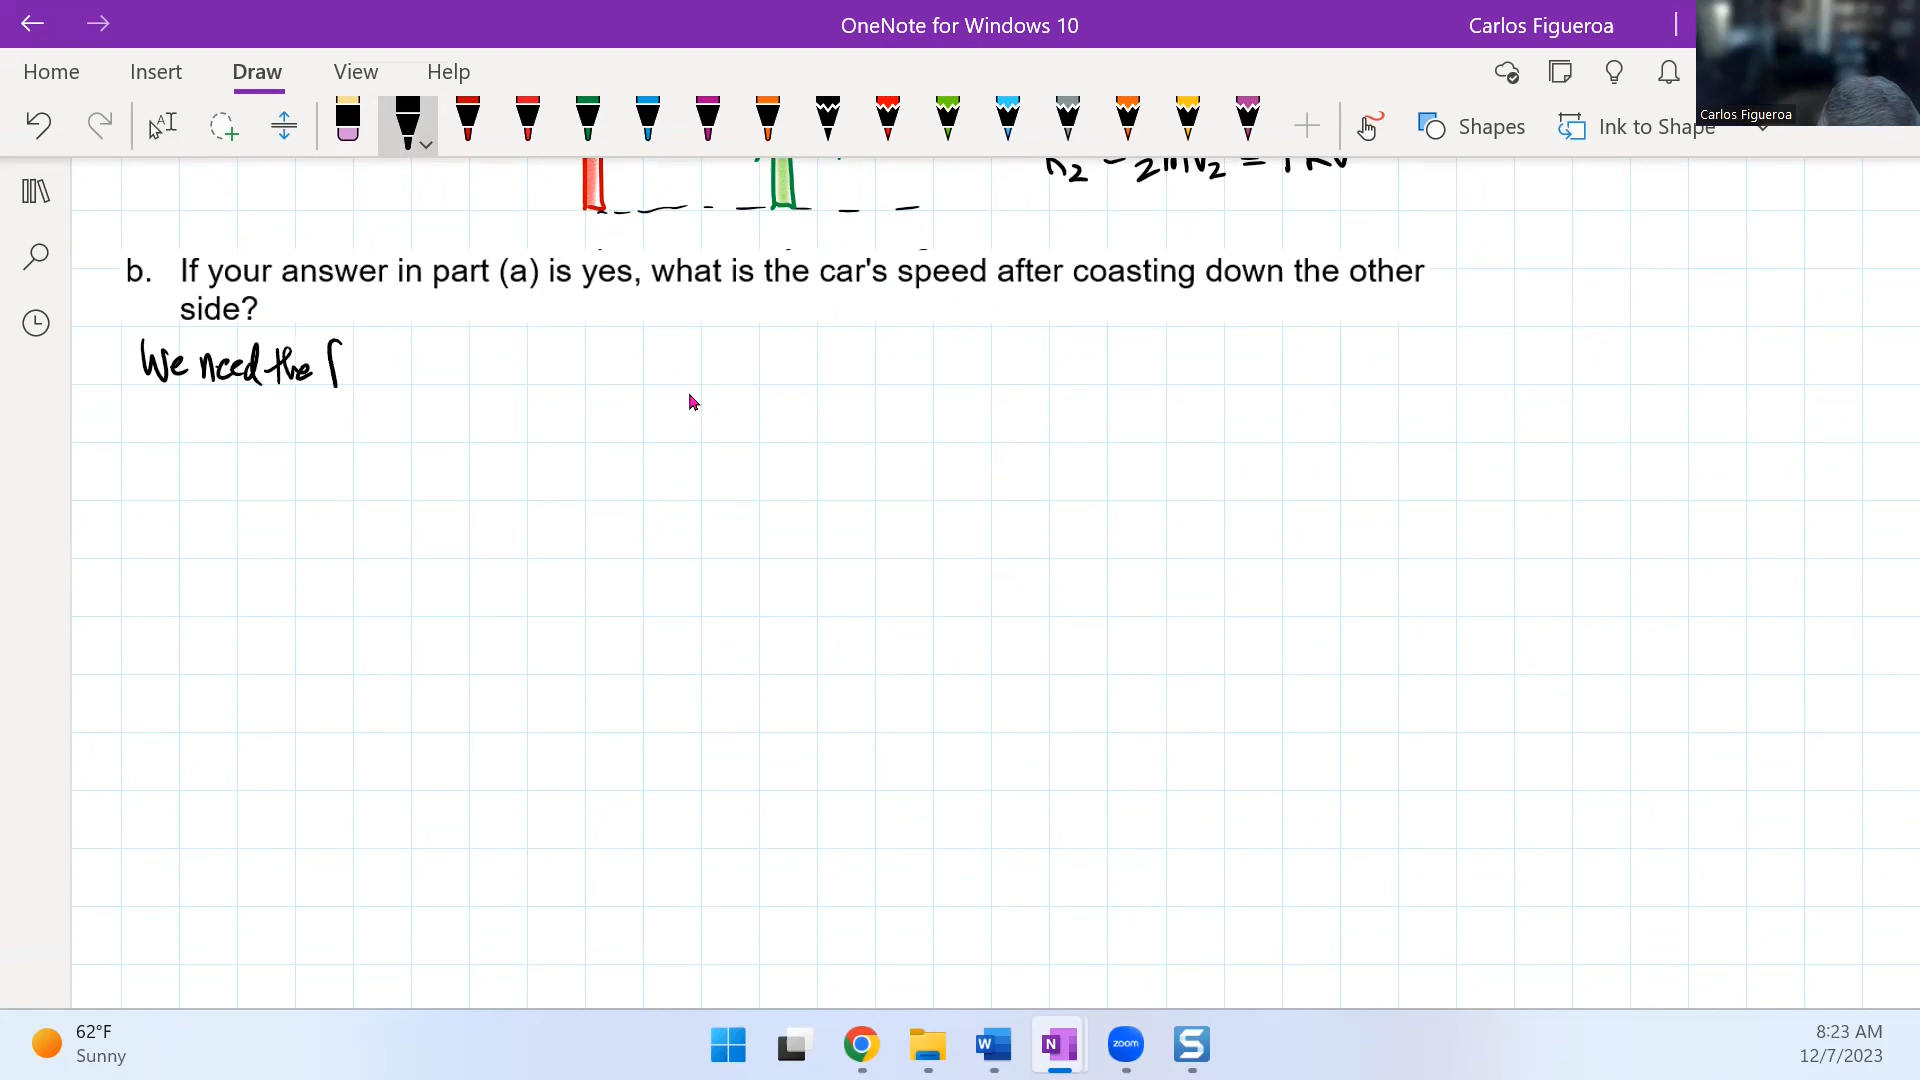 OneNote for Windows 10
Carlos Figueroa
Home Insert Draw View Help
Shapes
Ink to Shape
Carlos Figueroa
b. If your answer in part (a) is yes, what is the car's speed after coasting down the other
side?
We need the
62°F
Sunny
zoom
8:23 AM
12/7/2023